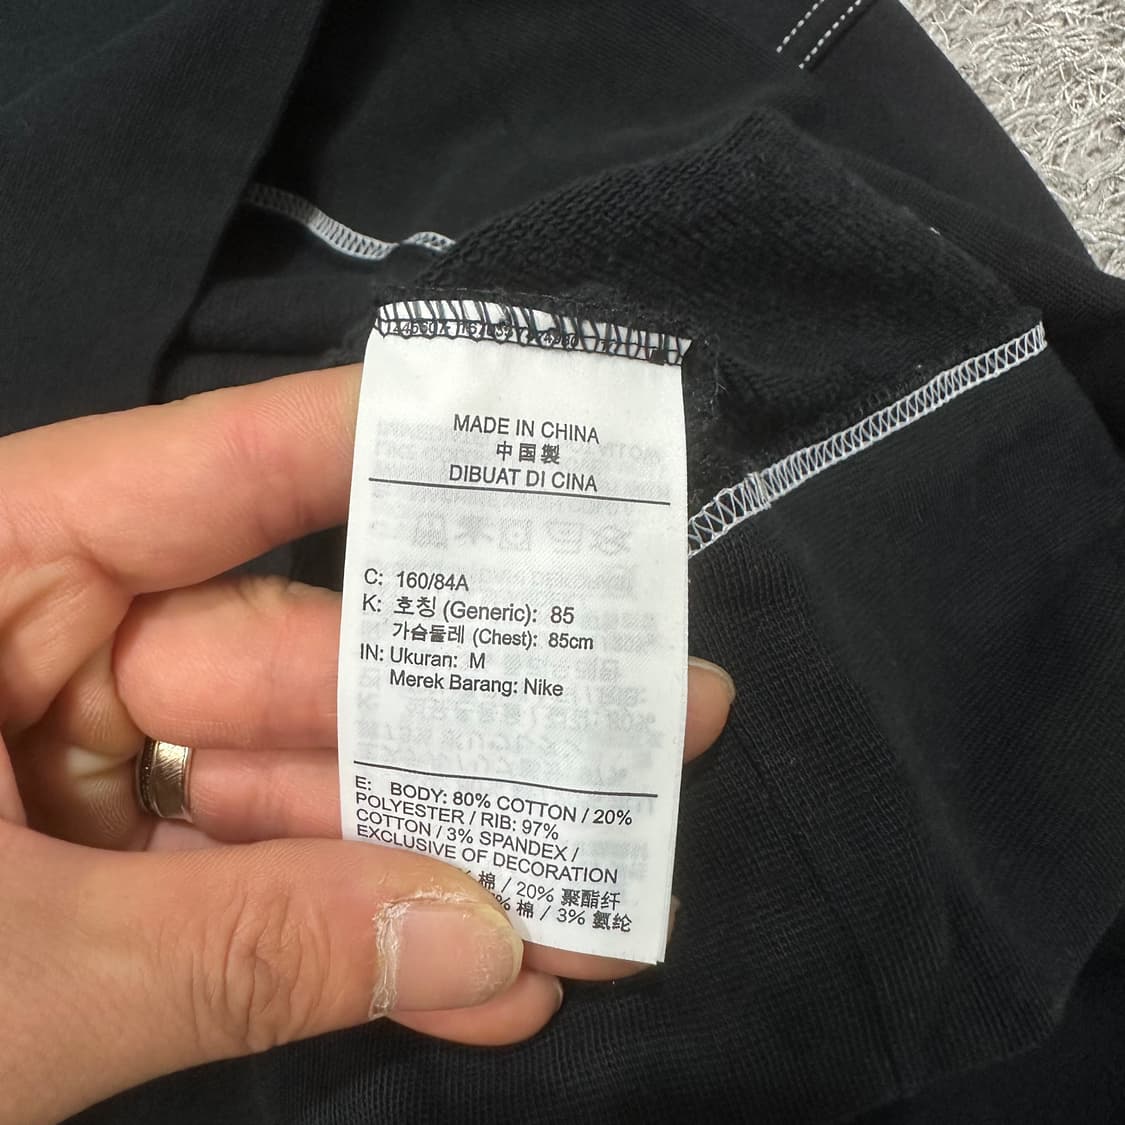 MADE IN CHINA
中国製
DIBUAT DI CINA
C: 160/84A
K: 호칭 (Generic): 85
가슴둘레 (Chest): 85cm
IN: Ukuran: M
Merek Barang: Nike
E: BODY: 80% COTTON / 20%
POLYESTER / RIB: 97%
COTTON / 3% SPANDEX /
EXCLUSIVE OF DECORATION
% 棉 / 20% 聚酯纤
% 棉 / 3% 氨纶